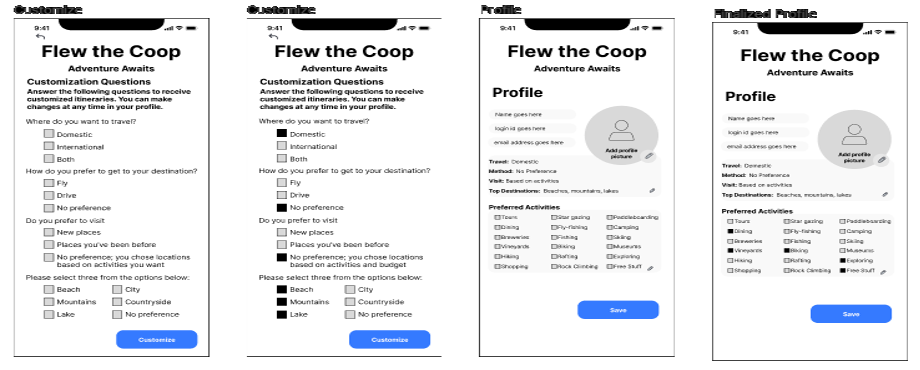 Customize
9:41
Flew the Coop
Adventure Awaits
Customization Questions
Answer the following questions to receive
customized itineraries. You can make
changes at any time in your profile.
Where do you want to travel?
Domestic
International
Both
How do you prefer to get to your destination?
Fly
Drive
No preference
Do you prefer to visit
New places
Places you've been before
No preference; you chose locations
based on activities you want
Please select three from the options below:
Beach City
Mountains Countryside
Lake No preference
Customize
Customize
9:41
Flew the Coop
Adventure Awaits
Customization Questions
Answer the following questions to receive
customized itineraries. You can make
changes at any time in your profile.
Where do you want to travel?
Domestic
International
Both
How do you prefer to get to your destination?
Fly
Drive
No preference
Do you prefer to visit
New places
Places you've been before
No preference; you chose locations
based on activities and budget
Please select three from the options below:
Beach City
Mountains Countryside
Lake No preference
Customize
Profile
9:41
Flew the Coop
Adventure Awaits
Profile
Name goes here
login id goes here
email address goes here
Add profile
picture
Travel: Domestic
Method: No Preference
Visit: Based on activities
Top Destinations: Beaches, mountains, lakes
Preferred Activities
Tours Star gazing Paddleboarding
Dining Fly-fishing Camping
Breweries Fishing Skiing
Vineyards Biking Museums
Hiking Rafting Exploring
Shopping Rock Climbing Free Stuff
Save
Finalized Profile
9:41
Flew the Coop
Adventure Awaits
Profile
Name goes here
login id goes here
email address goes here
Add profile
picture
Travel: Domestic
Method: No Preference
Visit: Based on activities
Top Destinations: Beaches, mountains, lakes
Preferred Activities
Tours Star gazing Paddleboarding
Dining Fly-fishing Camping
Breweries Fishing Skiing
Vineyards Biking Museums
Hiking Rafting Exploring
Shopping Rock Climbing Free Stuff
Save